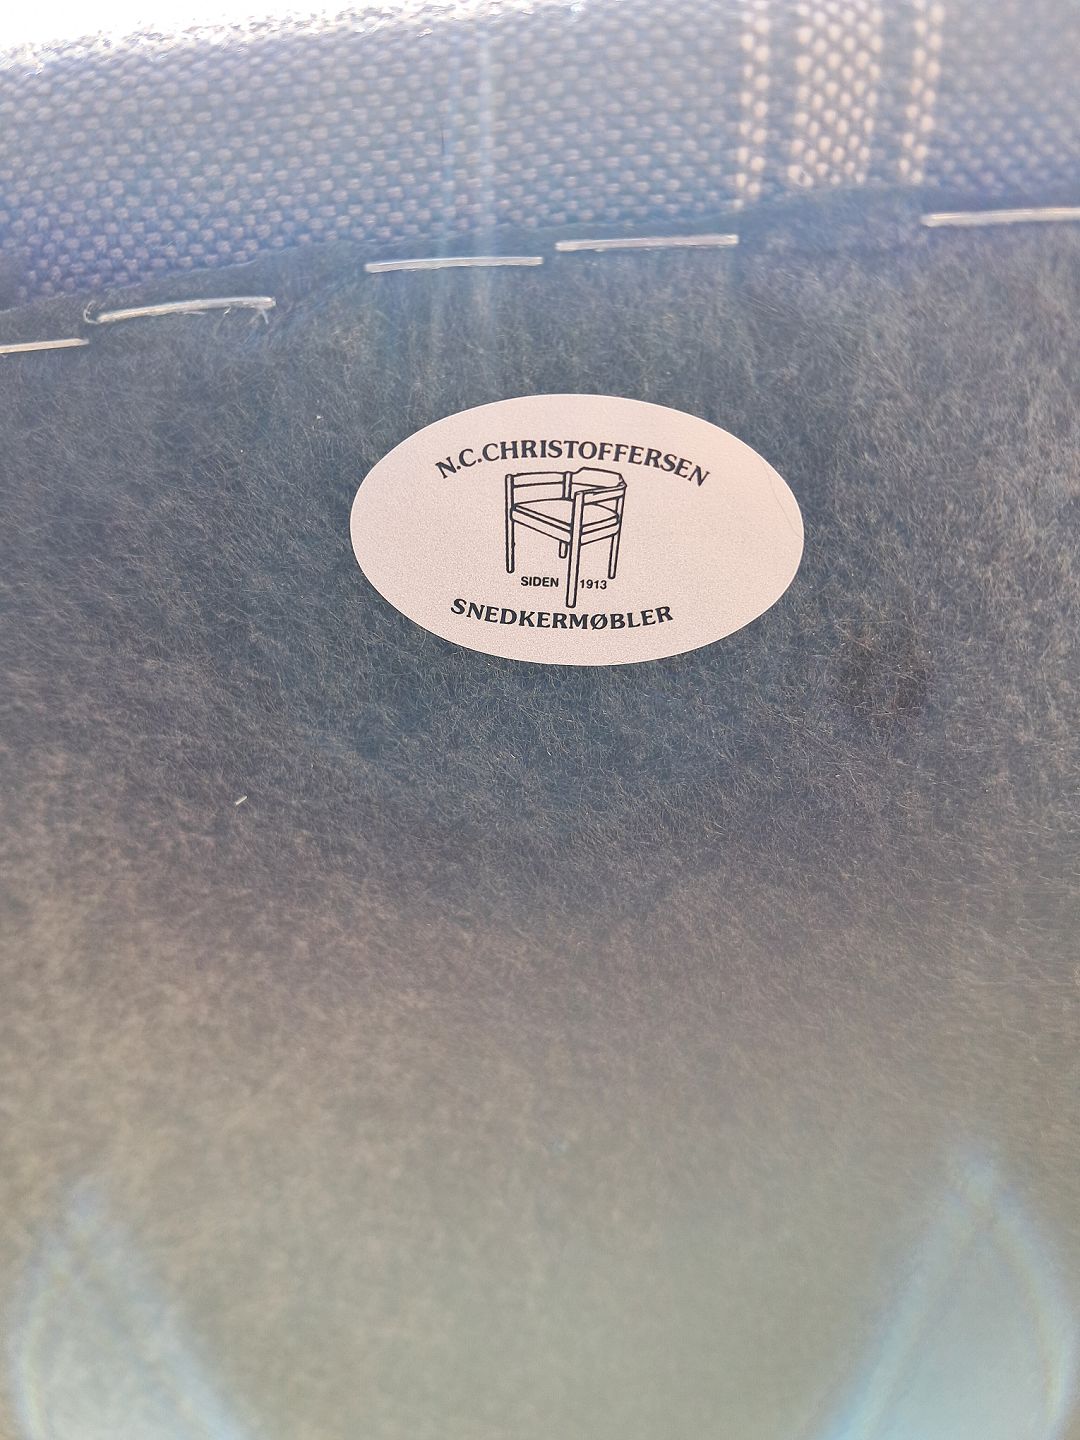 N.C.CHRISTOFFERSEN
SIDEN 1913
SNEDKERMØBLER